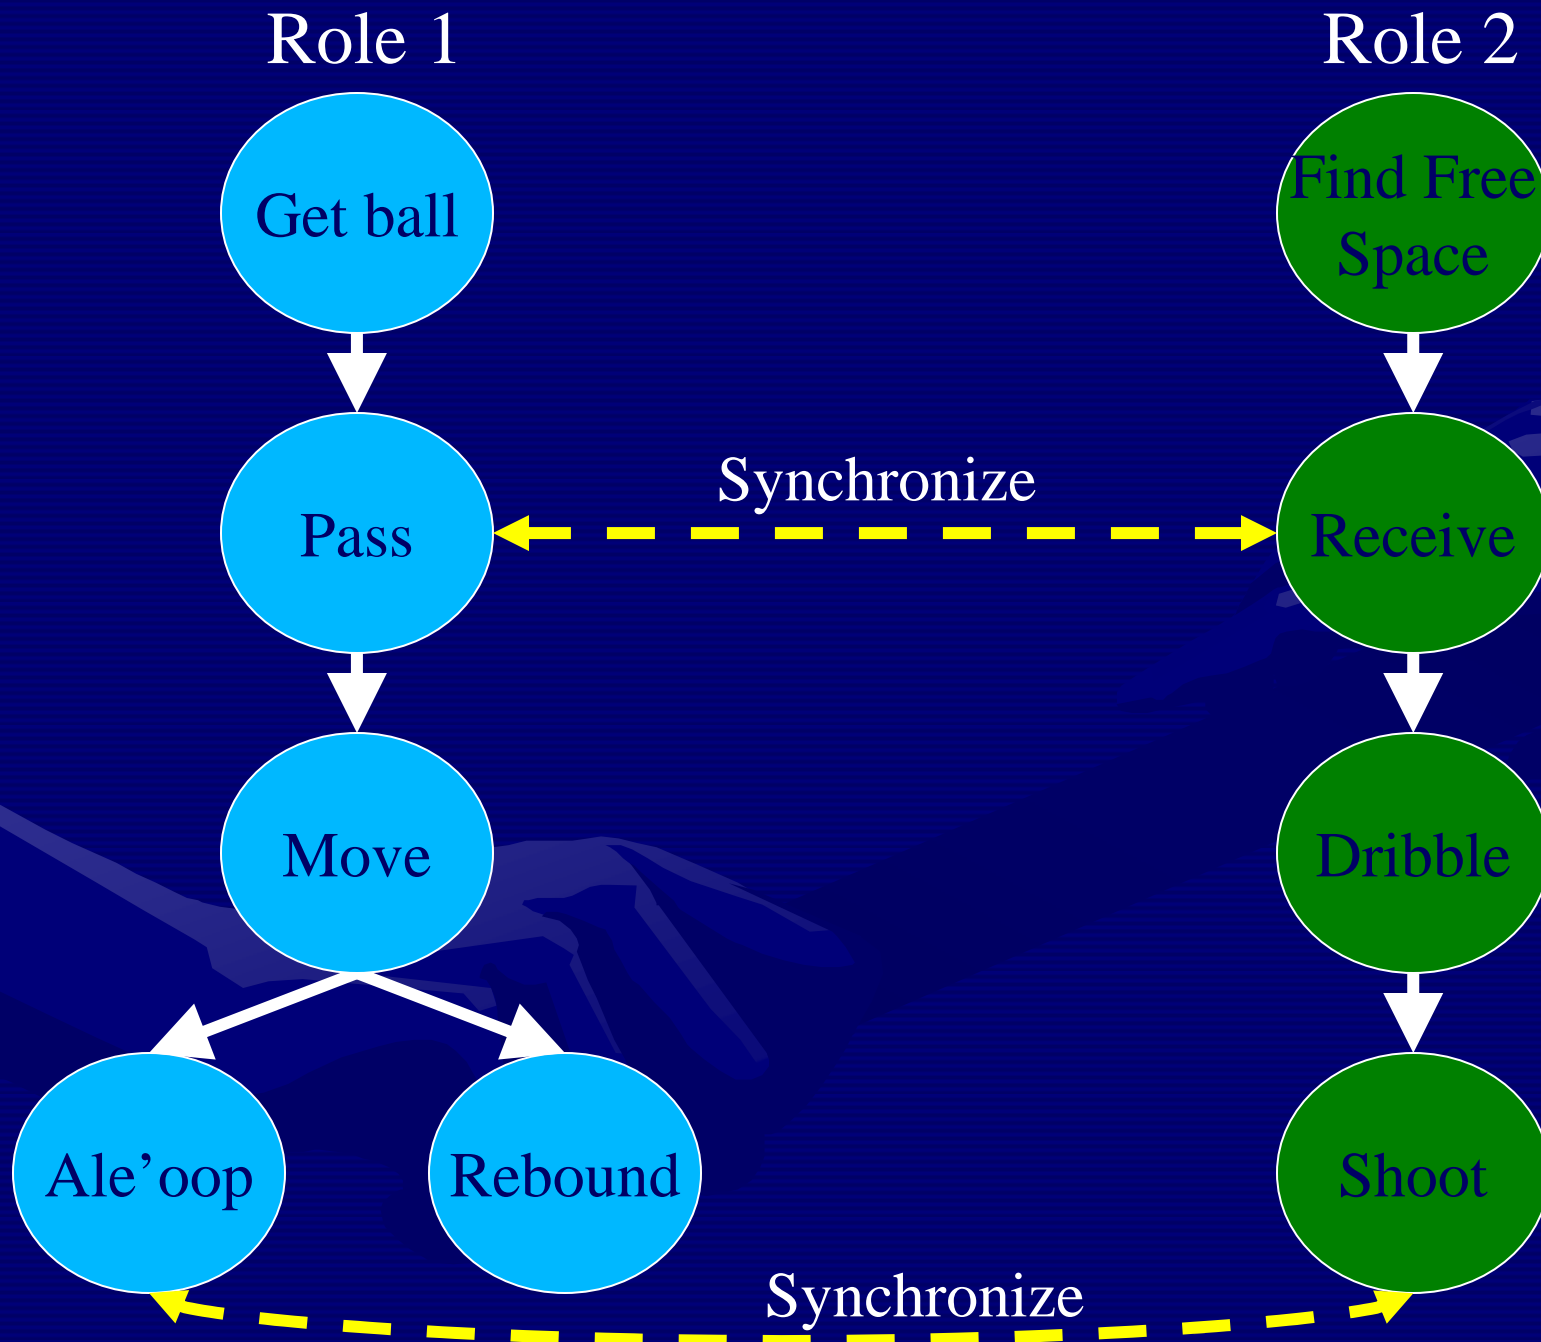 Role 1
Role 2
Get ball
Find Free
Space
Synchronize
Pass
Receive
Move
Dribble
Ale’oop
Rebound
Shoot
Synchronize